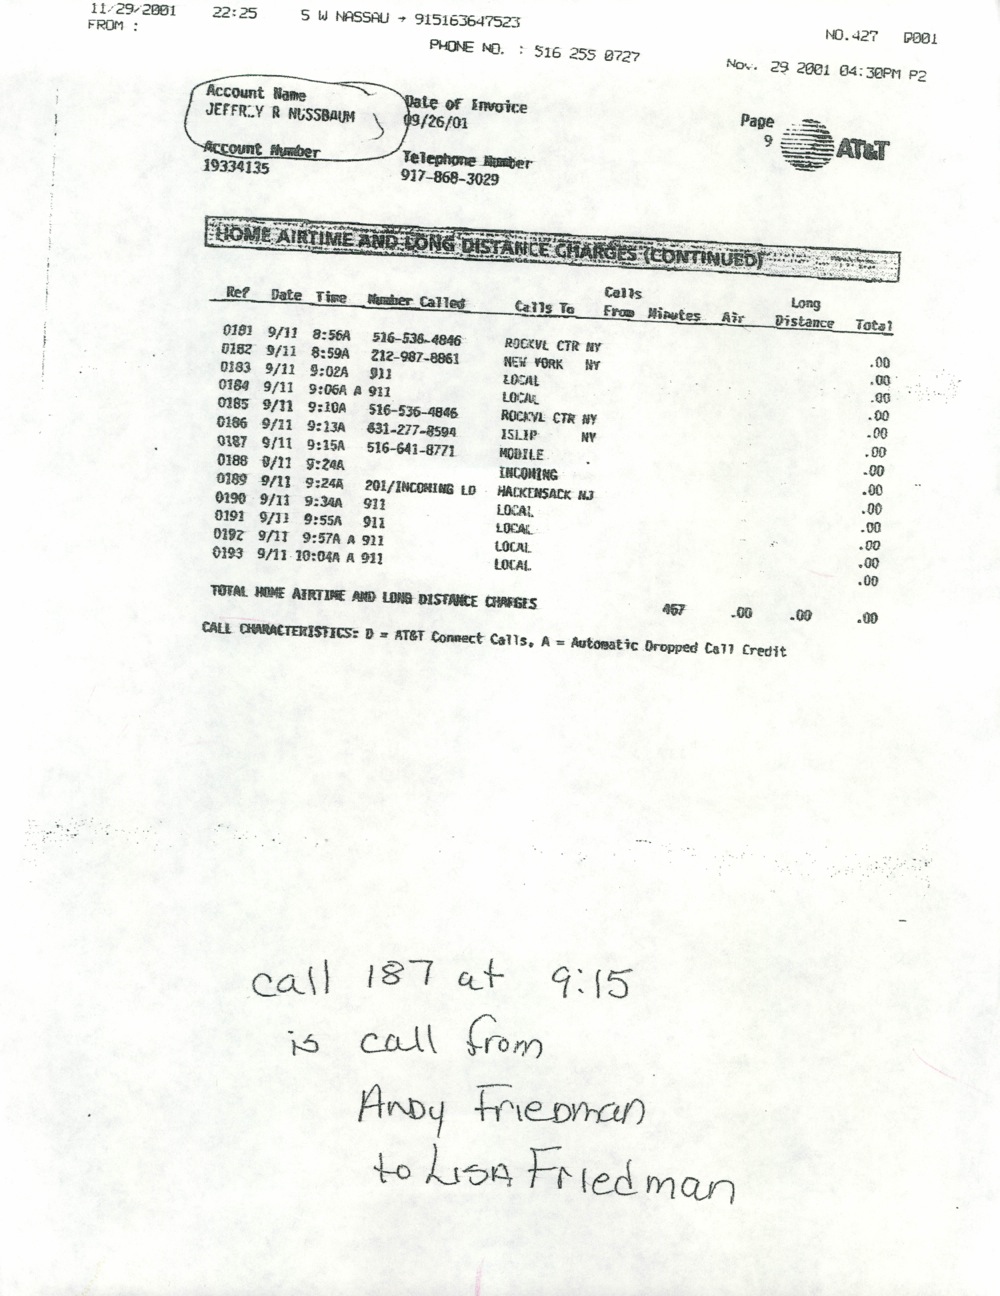 11/29/2001 22:25 S W NASSAU → 915163647523 NO.427 P001
FROM : PHONE NO. : 516 255 0727 Nov. 29 2001 04:30PM P2
Account Name
JEFFREY R NUSSBAUM
Date of Invoice
09/26/01
Page
9
AT&T
Account Number
19334135
Telephone Number
917-868-3029
HOME AIRTIME AND LONG DISTANCE CHARGES (CONTINUED)
Ref Date Time Number Called Calls To Calls From Minutes Air Long Distance Total
0181 9/11 8:56A 516-536-4846 ROCKVL CTR NY .00
0182 9/11 8:59A 212-987-8861 NEW YORK NY .00
0183 9/11 9:02A 911 LOCAL .00
0184 9/11 9:06A A 911 LOCAL .00
0185 9/11 9:10A 516-536-4846 ROCKVL CTR NY .00
0186 9/11 9:13A 631-277-8594 ISLIP NY .00
0187 9/11 9:15A 516-641-8771 MOBILE .00
0188 9/11 9:24A INCOMING .00
0189 9/11 9:24A 201/INCOMING LD HACKENSACK NJ .00
0190 9/11 9:34A 911 LOCAL .00
0191 9/11 9:55A 911 LOCAL .00
0192 9/11 9:57A A 911 LOCAL .00
0193 9/11 10:04A A 911 LOCAL .00
TOTAL HOME AIRTIME AND LONG DISTANCE CHARGES 467 .00 .00 .00
CALL CHARACTERISTICS: D = AT&T Connect Calls, A = Automatic Dropped Call Credit
call 187 at 9:15
is call from
Andy Friedman
to Lisa Friedman